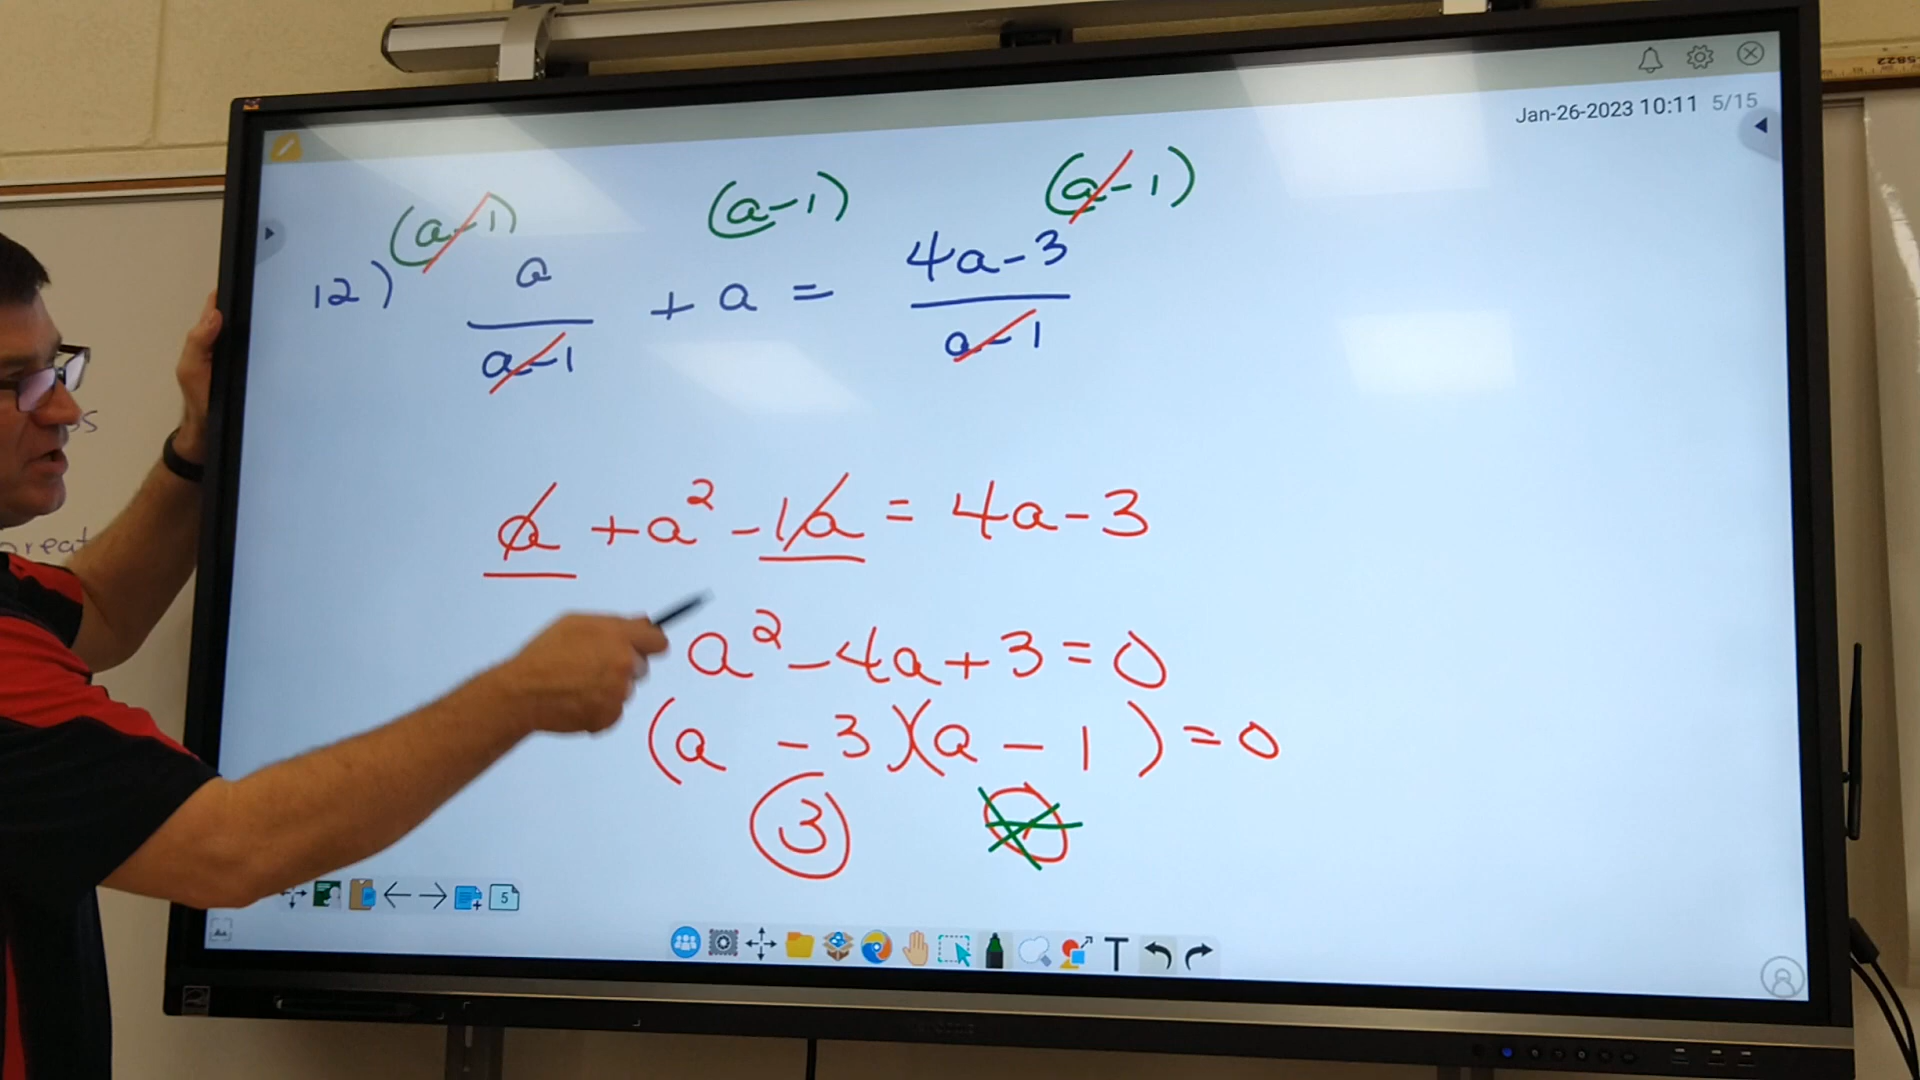 Jan-26-2023 10:11 5/15
(a-1) (a-1) (a-1)
12) a/(a-1) + a = (4a-3)/(a-1)
a + a² - 1a = 4a - 3
a² - 4a + 3 = 0
(a - 3)(a - 1) = 0
3
5
T